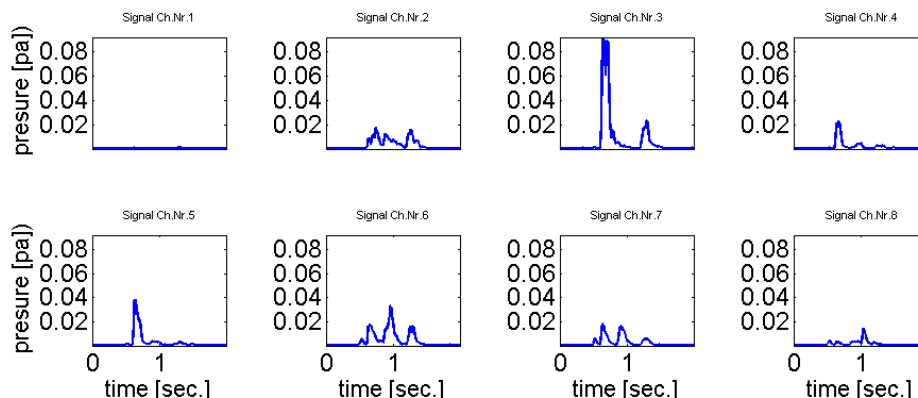 Signal Ch.Nr.1
Signal Ch.Nr.2
Signal Ch.Nr.3
Signal Ch.Nr.4
presure [pa])
0.08
0.06
0.04
0.02
0.08
0.06
0.04
0.02
0.08
0.06
0.04
0.02
0.08
0.06
0.04
0.02
Signal Ch.Nr.5
Signal Ch.Nr.6
Signal Ch.Nr.7
Signal Ch.Nr.8
presure [pa])
0.08
0.06
0.04
0.02
0.08
0.06
0.04
0.02
0.08
0.06
0.04
0.02
0.08
0.06
0.04
0.02
0 1
0 1
0 1
0 1
time [sec.]
time [sec.]
time [sec.]
time [sec.]